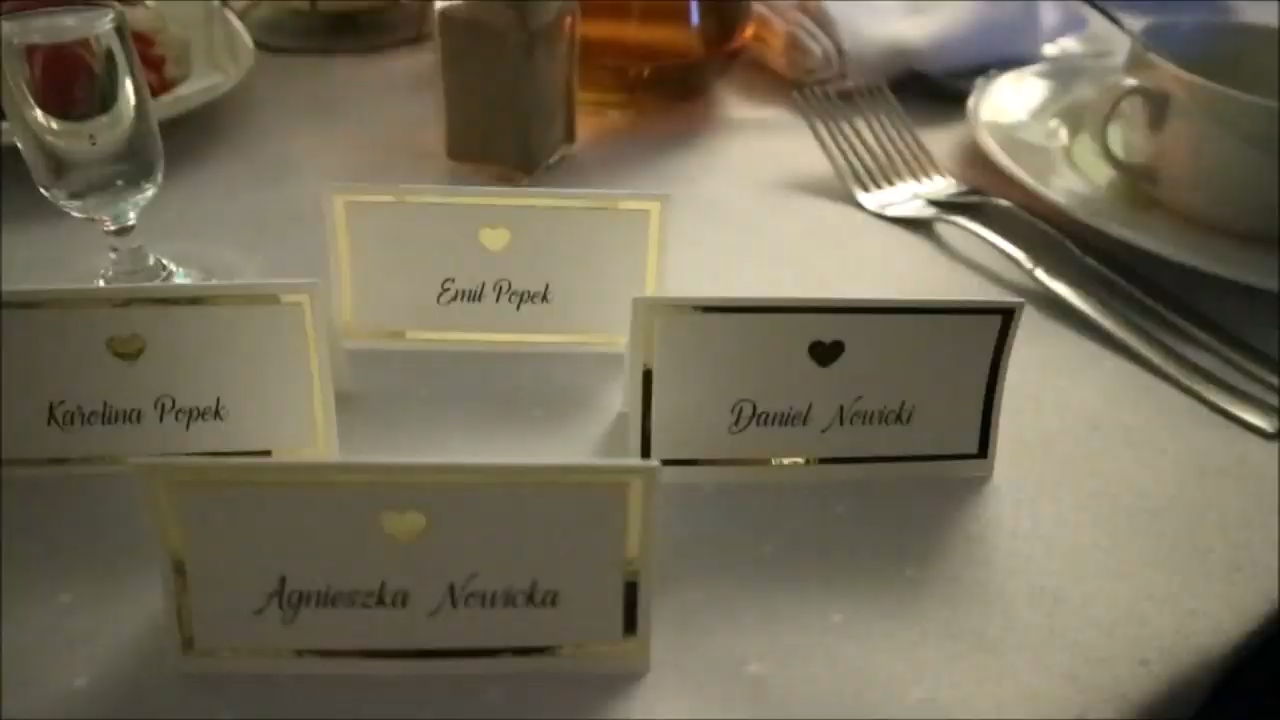 Emil Popek
Karolina Popek
Daniel Nowicki
Agnieszka Nowicka